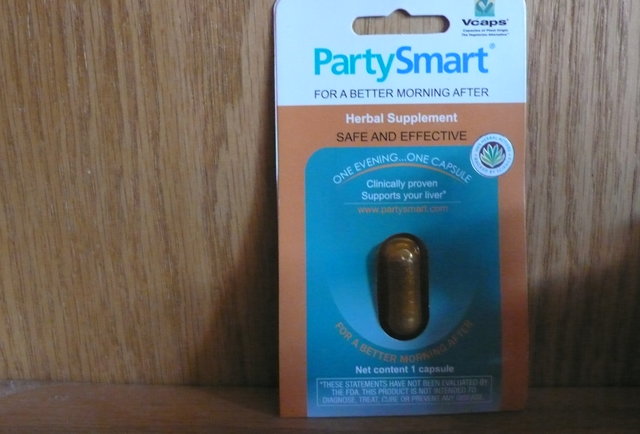 Vcaps®
PartySmart®
FOR A BETTER MORNING AFTER
Herbal Supplement
SAFE AND EFFECTIVE
ONE EVENING...ONE CAPSULE
Clinically proven
Supports your liver*
www.partysmart.com
FOR A BETTER MORNING AFTER
Net content 1 capsule
*THESE STATEMENTS HAVE NOT BEEN EVALUATED BY
THE FDA. THIS PRODUCT IS NOT INTENDED TO
DIAGNOSE, TREAT, CURE OR PREVENT ANY DISEASE.